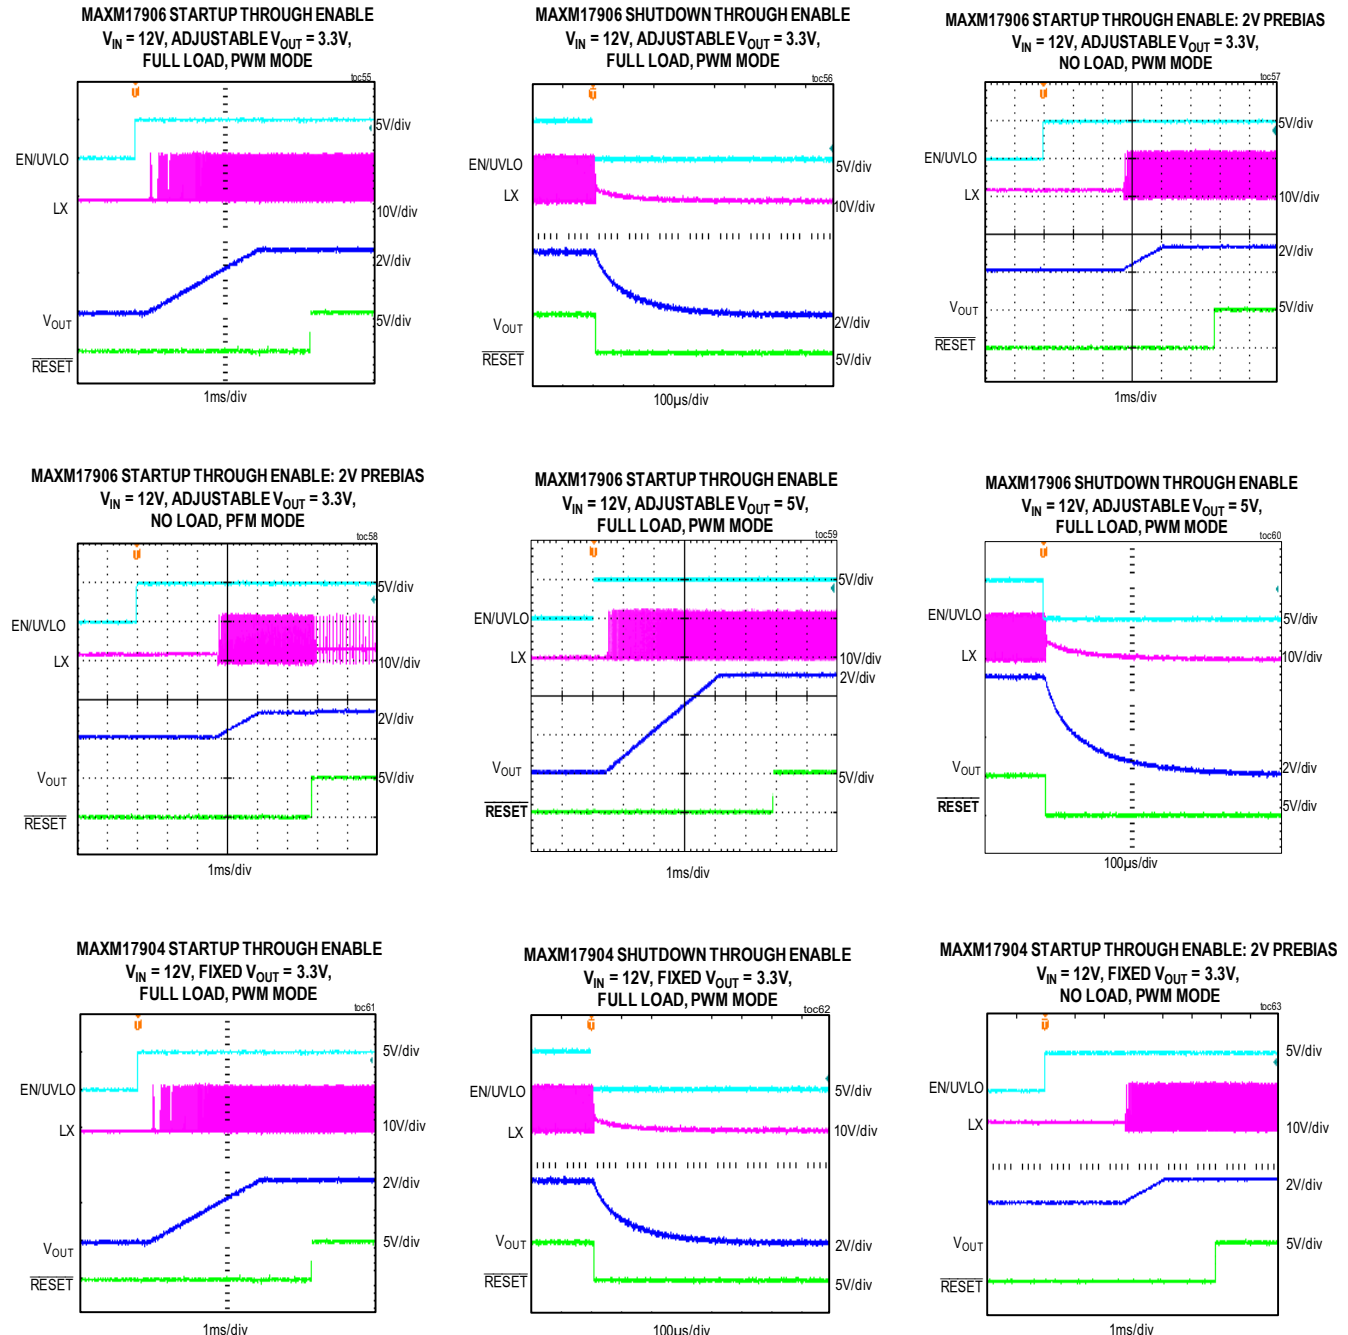 MAXM17906 STARTUP THROUGH ENABLE
VIN = 12V, ADJUSTABLE VOUT = 3.3V,
FULL LOAD, PWM MODE
toc55
5V/div
EN/UVLO
LX
10V/div
2V/div
VOUT
5V/div
RESET
1ms/div
MAXM17906 SHUTDOWN THROUGH ENABLE
VIN = 12V, ADJUSTABLE VOUT = 3.3V,
FULL LOAD, PWM MODE
toc56
EN/UVLO
5V/div
LX
10V/div
VOUT
2V/div
RESET
5V/div
100µs/div
MAXM17906 STARTUP THROUGH ENABLE: 2V PREBIAS
VIN = 12V, ADJUSTABLE VOUT = 3.3V,
NO LOAD, PWM MODE
toc57
5V/div
EN/UVLO
LX
10V/div
2V/div
VOUT
5V/div
RESET
1ms/div
MAXM17906 STARTUP THROUGH ENABLE: 2V PREBIAS
VIN = 12V, ADJUSTABLE VOUT = 3.3V,
NO LOAD, PFM MODE
toc58
5V/div
EN/UVLO
LX
10V/div
2V/div
VOUT
5V/div
RESET
1ms/div
MAXM17906 STARTUP THROUGH ENABLE
VIN = 12V, ADJUSTABLE VOUT = 5V,
FULL LOAD, PWM MODE
toc59
5V/div
EN/UVLO
LX
10V/div
2V/div
VOUT
5V/div
RESET
1ms/div
MAXM17906 SHUTDOWN THROUGH ENABLE
VIN = 12V, ADJUSTABLE VOUT = 5V,
FULL LOAD, PWM MODE
toc60
EN/UVLO
5V/div
LX
10V/div
VOUT
2V/div
RESET
5V/div
100µs/div
MAXM17904 STARTUP THROUGH ENABLE
VIN = 12V, FIXED VOUT = 3.3V,
FULL LOAD, PWM MODE
toc61
5V/div
EN/UVLO
LX
10V/div
2V/div
VOUT
5V/div
RESET
1ms/div
MAXM17904 SHUTDOWN THROUGH ENABLE
VIN = 12V, FIXED VOUT = 3.3V,
FULL LOAD, PWM MODE
toc62
EN/UVLO
5V/div
LX
10V/div
VOUT
2V/div
RESET
5V/div
100µs/div
MAXM17904 STARTUP THROUGH ENABLE: 2V PREBIAS
VIN = 12V, FIXED VOUT = 3.3V,
NO LOAD, PWM MODE
toc63
5V/div
EN/UVLO
LX
10V/div
2V/div
VOUT
5V/div
RESET
1ms/div